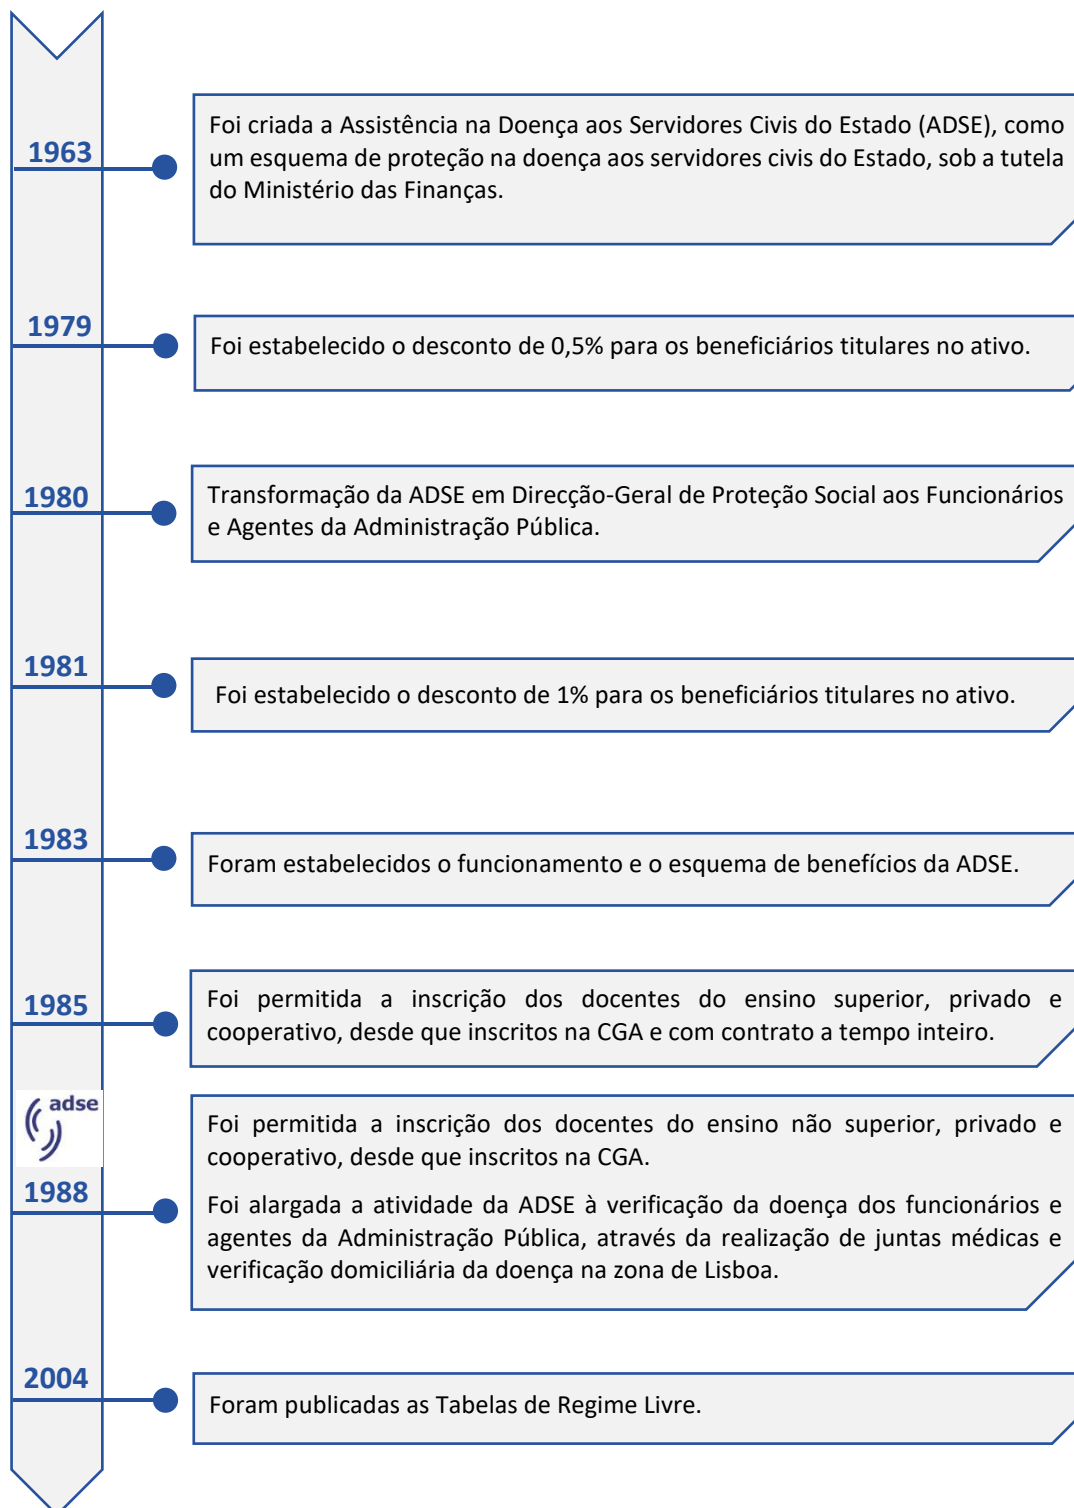 1963
Foi criada a Assistência na Doença aos Servidores Civis do Estado (ADSE), como
um esquema de proteção na doença aos servidores civis do Estado, sob a tutela
do Ministério das Finanças.
1979
Foi estabelecido o desconto de 0,5% para os beneficiários titulares no ativo.
1980
Transformação da ADSE em Direcção-Geral de Proteção Social aos Funcionários
e Agentes da Administração Pública.
1981
Foi estabelecido o desconto de 1% para os beneficiários titulares no ativo.
1983
Foram estabelecidos o funcionamento e o esquema de benefícios da ADSE.
1985
Foi permitida a inscrição dos docentes do ensino superior, privado e
cooperativo, desde que inscritos na CGA e com contrato a tempo inteiro.
adse
1988
Foi permitida a inscrição dos docentes do ensino não superior, privado e
cooperativo, desde que inscritos na CGA.
Foi alargada a atividade da ADSE à verificação da doença dos funcionários e
agentes da Administração Pública, através da realização de juntas médicas e
verificação domiciliária da doença na zona de Lisboa.
2004
Foram publicadas as Tabelas de Regime Livre.